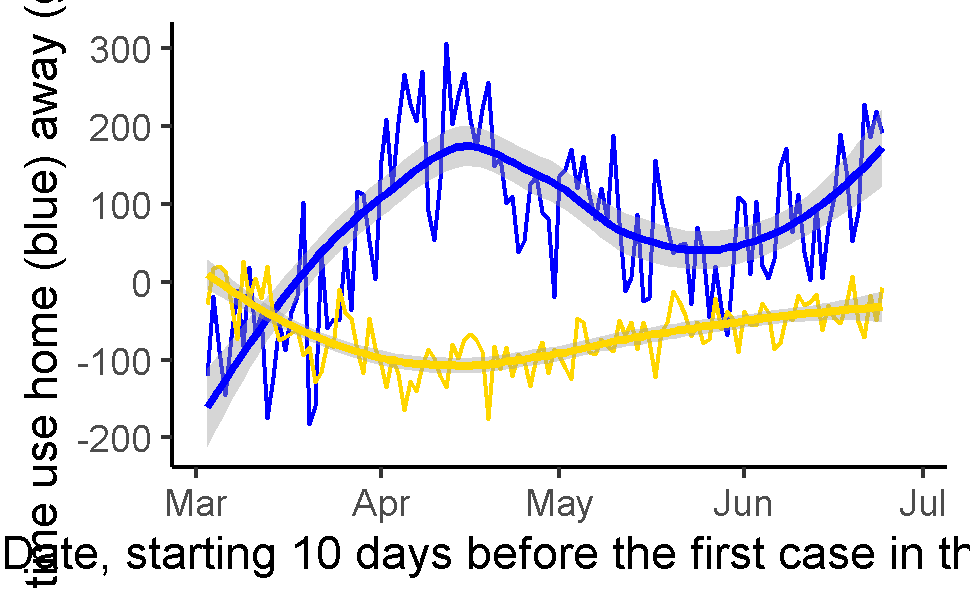 time use home (blue) away (
300
200
100
0
-100
-200
Mar Apr May Jun Jul
Date, starting 10 days before the first case in th